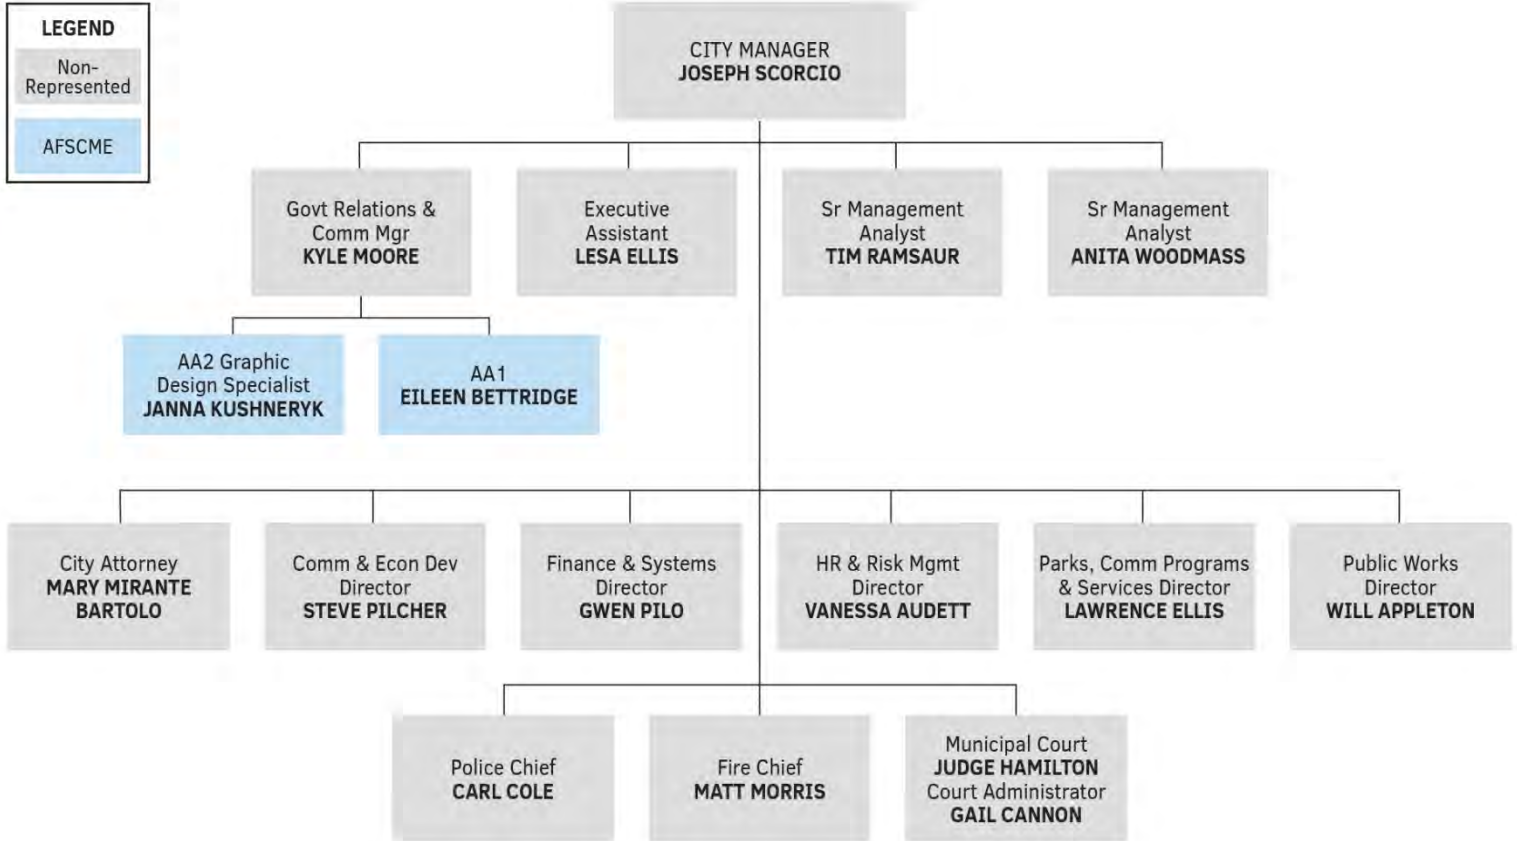 LEGEND
Non-
Represented
AFSCME
CITY MANAGER
JOSEPH SCORCIO
Govt Relations &
Comm Mgr
KYLE MOORE
Executive
Assistant
LESA ELLIS
Sr Management
Analyst
TIM RAMSAUR
Sr Management
Analyst
ANITA WOODMASS
AA2 Graphic
Design Specialist
JANNA KUSHNERYK
AA1
EILEEN BETTRIDGE
City Attorney
MARY MIRANTE
BARTOLO
Comm & Econ Dev
Director
STEVE PILCHER
Finance & Systems
Director
GWEN PILO
HR & Risk Mgmt
Director
VANESSA AUDETT
Parks, Comm Programs
& Services Director
LAWRENCE ELLIS
Public Works
Director
WILL APPLETON
Police Chief
CARL COLE
Fire Chief
MATT MORRIS
Municipal Court
JUDGE HAMILTON
Court Administrator
GAIL CANNON